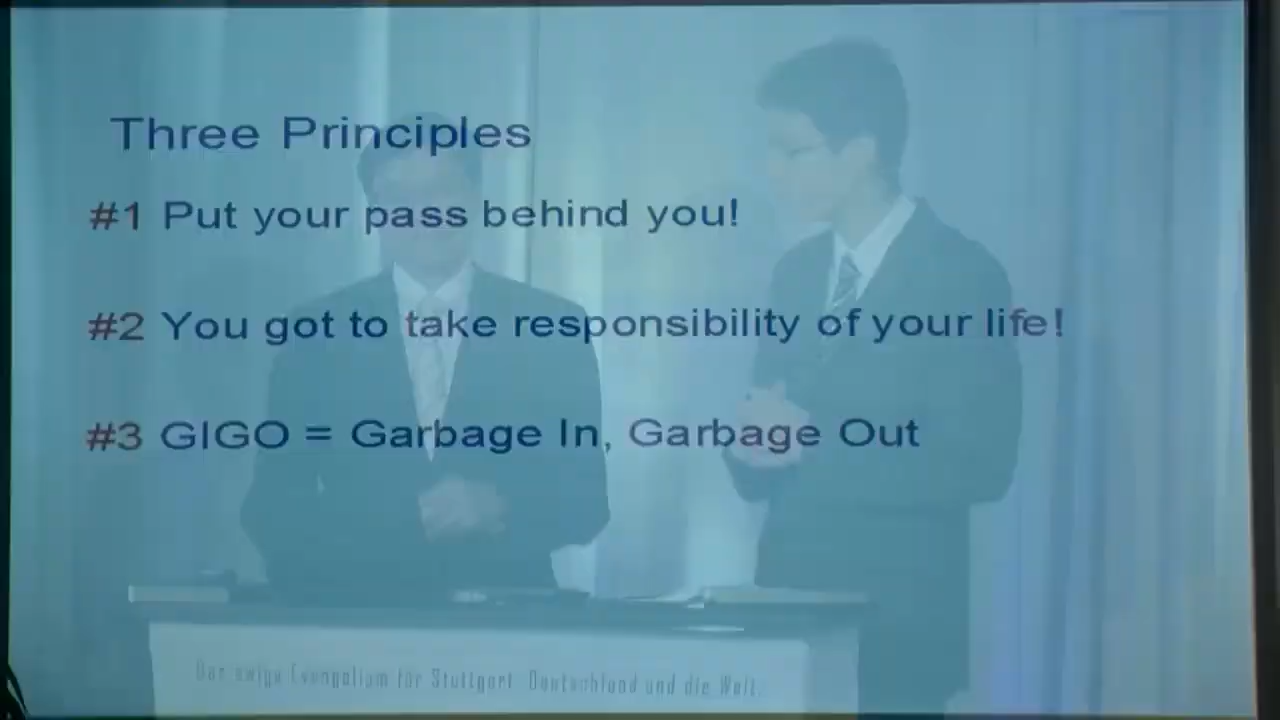 Three Principles
#1 Put your pass behind you!
#2 You got to take responsibility of your life!
#3 GIGO = Garbage In, Garbage Out
Das ewige Evangelium für Stuttgart, Deutschland und die Welt.